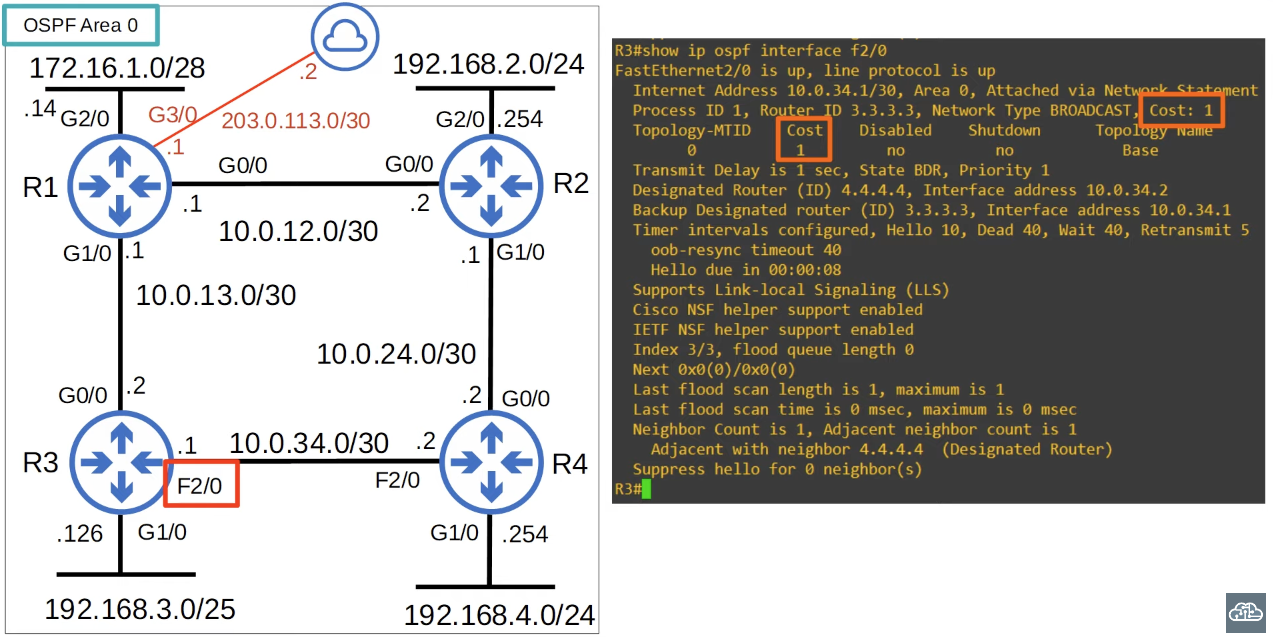 OSPF Area 0
172.16.1.0/28
192.168.2.0/24
.2
.14
G2/0
G3/0
203.0.113.0/30
G2/0
.254
.1
R1
G0/0
G0/0
R2
.1
.2
10.0.12.0/30
G1/0
.1
.1
G1/0
10.0.13.0/30
10.0.24.0/30
G0/0
.2
.2
G0/0
R3
.1
10.0.34.0/30
.2
R4
F2/0
F2/0
.126
G1/0
G1/0
.254
192.168.3.0/25
192.168.4.0/24
R3#show ip ospf interface f2/0
FastEthernet2/0 is up, line protocol is up
Internet Address 10.0.34.1/30, Area 0, Attached via Network Statement
Process ID 1, Router ID 3.3.3.3, Network Type BROADCAST, Cost: 1
Topology-MTID Cost Disabled Shutdown Topology Name
0 1 no no Base
Transmit Delay is 1 sec, State BDR, Priority 1
Designated Router (ID) 4.4.4.4, Interface address 10.0.34.2
Backup Designated router (ID) 3.3.3.3, Interface address 10.0.34.1
Timer intervals configured, Hello 10, Dead 40, Wait 40, Retransmit 5
oob-resync timeout 40
Hello due in 00:00:08
Supports Link-local Signaling (LLS)
Cisco NSF helper support enabled
IETF NSF helper support enabled
Index 3/3, flood queue length 0
Next 0x0(0)/0x0(0)
Last flood scan length is 1, maximum is 1
Last flood scan time is 0 msec, maximum is 0 msec
Neighbor Count is 1, Adjacent neighbor count is 1
Adjacent with neighbor 4.4.4.4 (Designated Router)
Suppress hello for 0 neighbor(s)
R3#